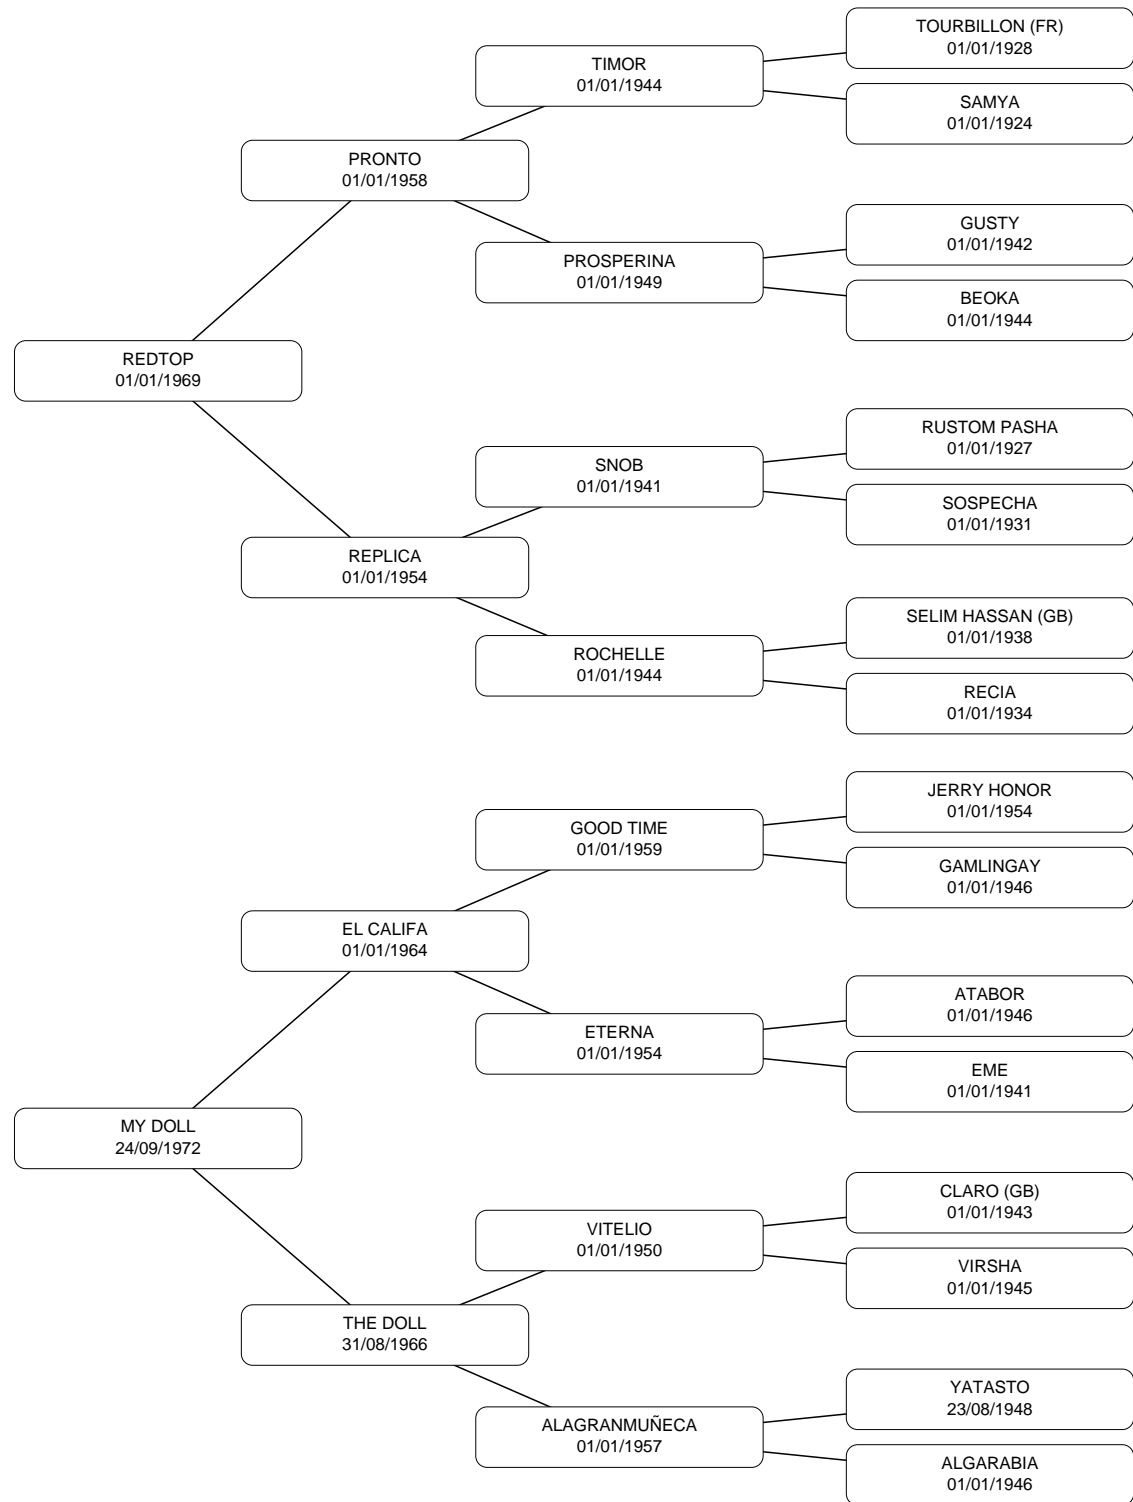 TOURBILLON (FR)
01/01/1928
TIMOR
01/01/1944
SAMYA
01/01/1924
PRONTO
01/01/1958
GUSTY
01/01/1942
PROSPERINA
01/01/1949
BEOKA
01/01/1944
REDTOP
01/01/1969
RUSTOM PASHA
01/01/1927
SNOB
01/01/1941
SOSPECHA
01/01/1931
REPLICA
01/01/1954
SELIM HASSAN (GB)
01/01/1938
ROCHELLE
01/01/1944
RECIA
01/01/1934
JERRY HONOR
01/01/1954
GOOD TIME
01/01/1959
GAMLINGAY
01/01/1946
EL CALIFA
01/01/1964
ATABOR
01/01/1946
ETERNA
01/01/1954
EME
01/01/1941
MY DOLL
24/09/1972
CLARO (GB)
01/01/1943
VITELIO
01/01/1950
VIRSHA
01/01/1945
THE DOLL
31/08/1966
YATASTO
23/08/1948
ALAGRANMUÑECA
01/01/1957
ALGARABIA
01/01/1946